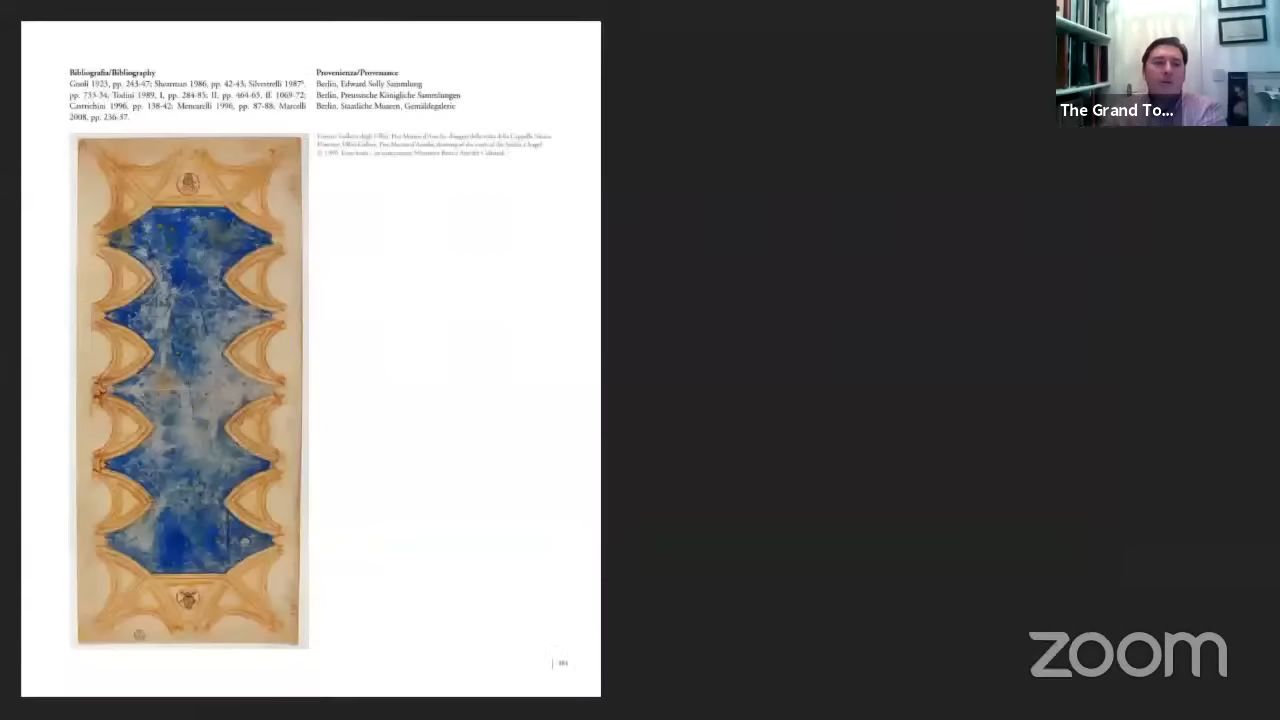 Bibliografia/Bibliography
Gnoli 1923, pp. 243-47; Shearman 1986, pp. 42-43; Silvestrelli
pp. 733-34; Todini 1989, I, pp. 284-85; II, pp. 464-65, ff. 1069-72;
Castrichini 1996, pp. 138-42; Mencarelli 1996, pp. 87-88; Marcelli
2008, pp. 236-37.
Provenienza/Provenance
Berlin, Edward Solly Sammlung
Berlin, Preussische Königliche Sammlungen
Berlin, Staatliche Museen, Gemäldegalerie
The Grand To...
zoom